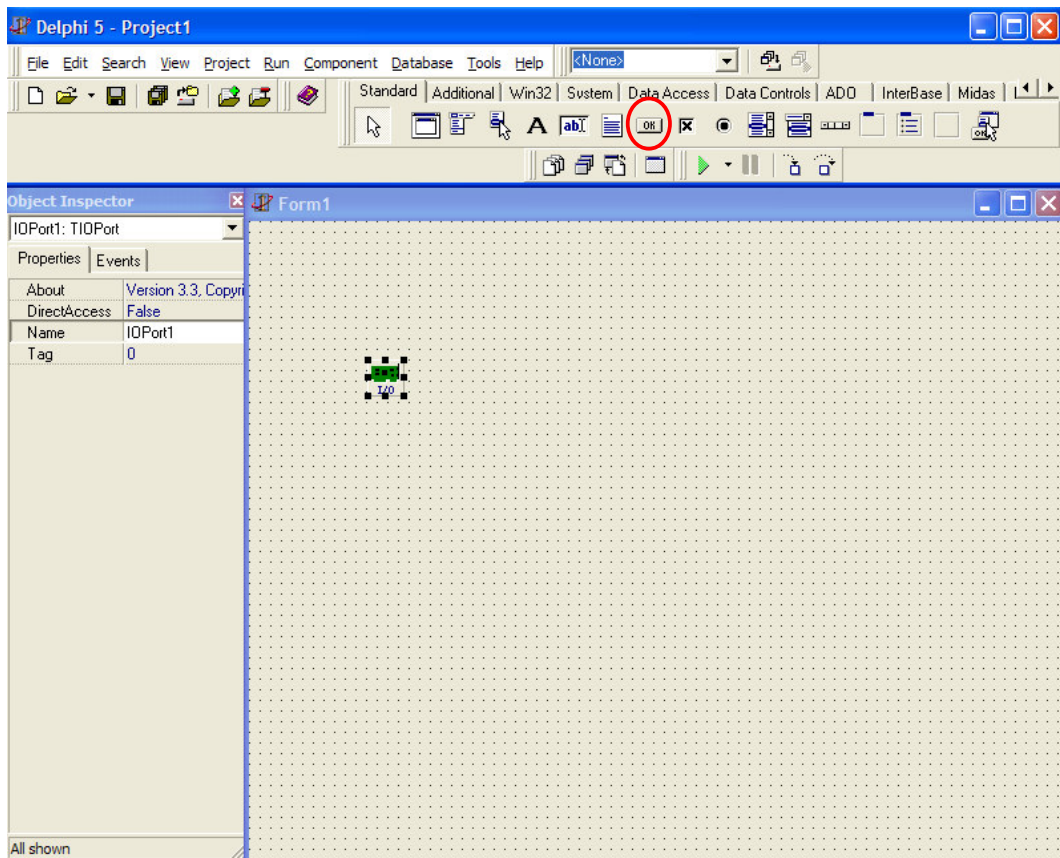 Delphi 5 - Project1
File Edit Search View Project Run Component Database Tools Help <None>
Standard Additional Win32 System Data Access Data Controls ADO InterBase Midas
A ab OK
OK
Object Inspector
Form1
IOPort1: TIOPort
Properties Events
About Version 3.3, Copyri
DirectAccess False
Name IOPort1
Tag 0
I/O
All shown